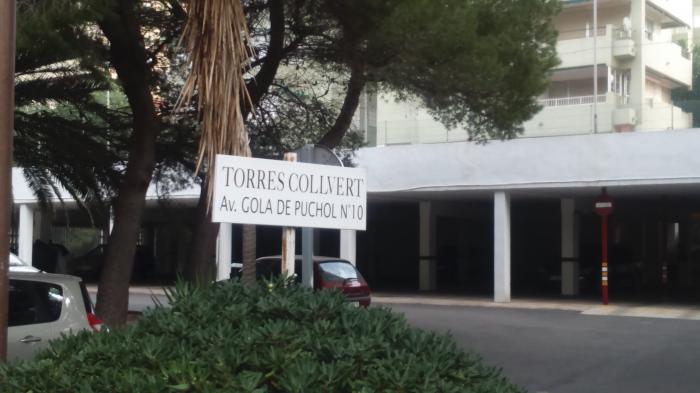 TORRES COLLVERT
Av. GOLA DE PUCHOL Nº10